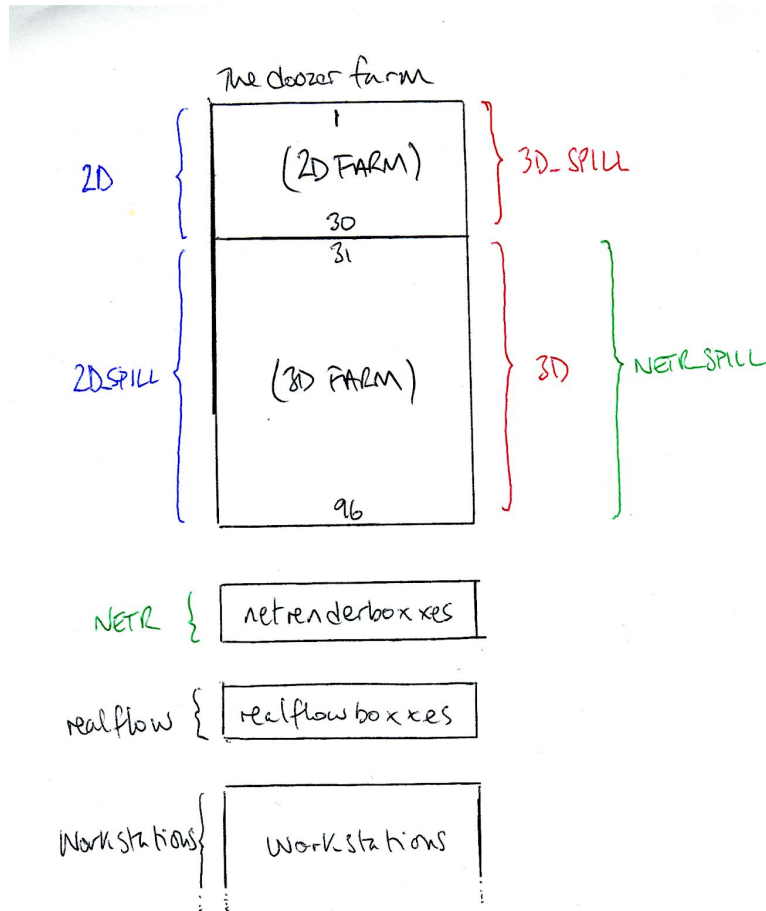 The doozer farm
1
2D
(2D FARM)
3D_SPILL
30
31
2D_SPILL
(3D FARM)
3D
NETR_SPILL
96
NETR
netrenderboxxes
realflow
realflowboxxes
Workstations
Workstations